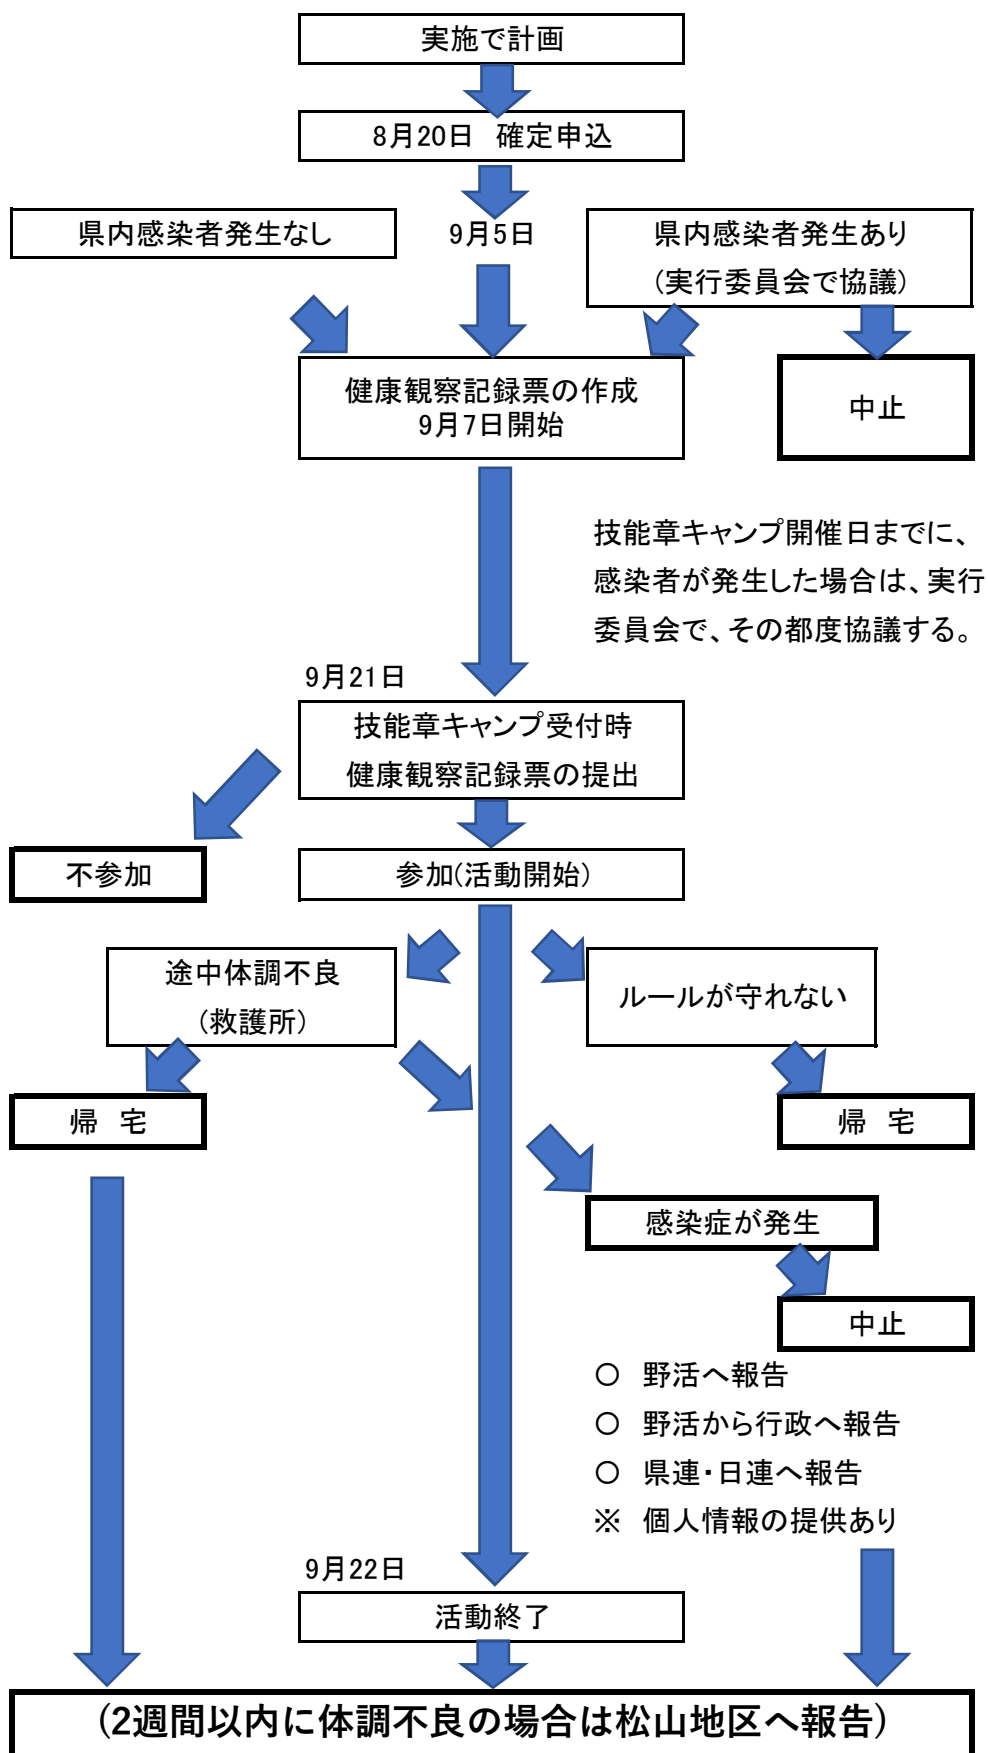 実施で計画
8月20日　確定申込
県内感染者発生なし
9月5日
県内感染者発生あり
(実行委員会で協議)
健康観察記録票の作成
9月7日開始
中止
技能章キャンプ開催日までに、
感染者が発生した場合は、実行
委員会で、その都度協議する。
9月21日
技能章キャンプ受付時
健康観察記録票の提出
不参加
参加(活動開始)
途中体調不良
(救護所)
ルールが守れない
帰　宅
帰　宅
感染症が発生
中止
○　野活へ報告
○　野活から行政へ報告
○　県連・日連へ報告
※　個人情報の提供あり
9月22日
活動終了
(2週間以内に体調不良の場合は松山地区へ報告)